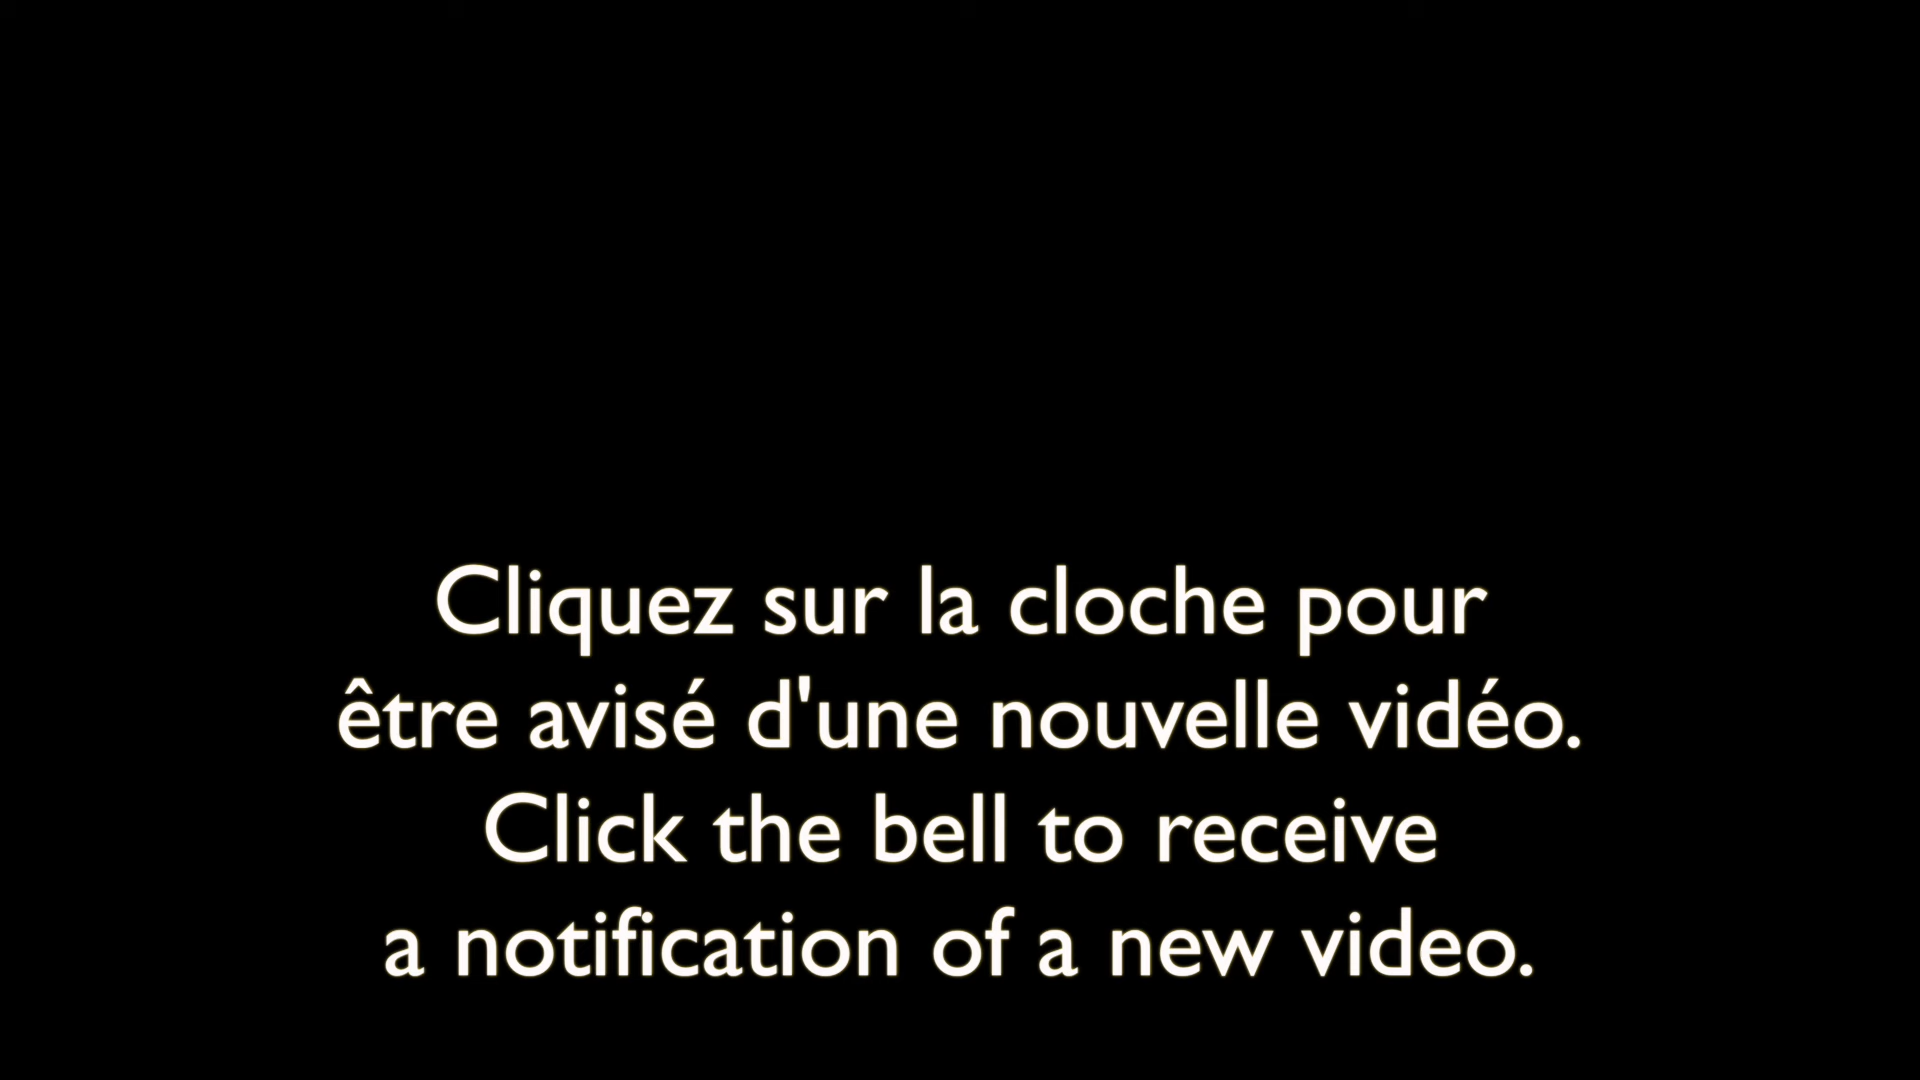 Cliquez sur la cloche pour
être avisé d'une nouvelle vidéo.
Click the bell to receive
a notification of a new video.